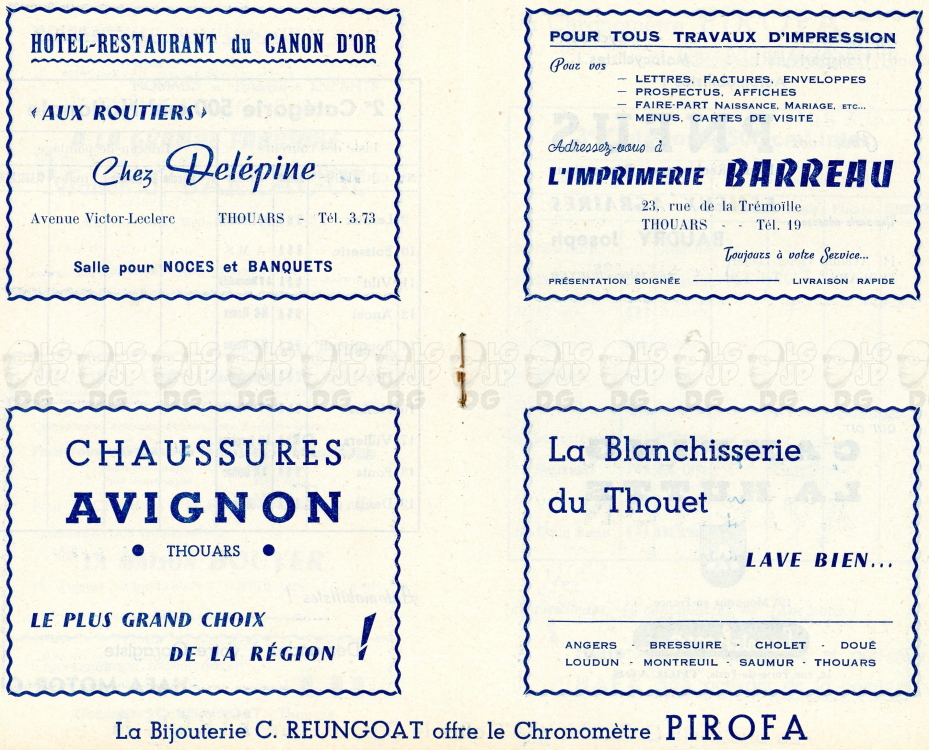 HOTEL-RESTAURANT du CANON D'OR
« AUX ROUTIERS »
Chez Delépine
Avenue Victor-Leclerc THOUARS - Tél. 3.73
Salle pour NOCES et BANQUETS
POUR TOUS TRAVAUX D'IMPRESSION
Pour vos
— LETTRES, FACTURES, ENVELOPPES
— PROSPECTUS, AFFICHES
— FAIRE-PART NAISSANCE, MARIAGE, ETC...
— MENUS, CARTES DE VISITE
Adressez-vous à
L'IMPRIMERIE BARREAU
23, rue de la Trémoïlle
THOUARS - - Tél. 19
Toujours à votre Service...
PRÉSENTATION SOIGNÉE ——— LIVRAISON RAPIDE
CHAUSSURES
AVIGNON
● THOUARS ●
LE PLUS GRAND CHOIX
DE LA RÉGION !
La Blanchisserie
du Thouet
LAVE BIEN...
ANGERS - BRESSUIRE - CHOLET - DOUÉ
LOUDUN - MONTREUIL - SAUMUR - THOUARS
La Bijouterie C. REUNGOAT offre le Chronomètre PIROFA